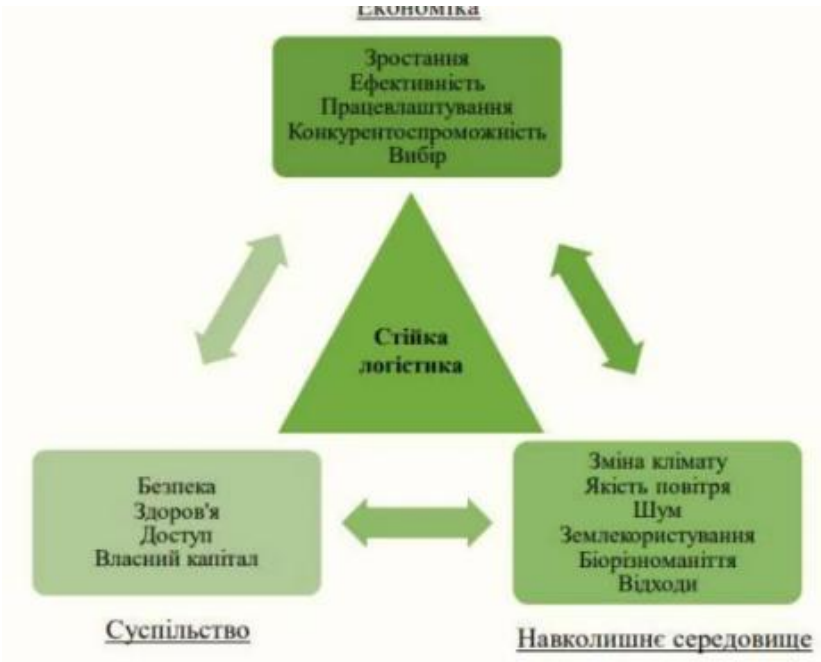 Економіка
Зростання
Ефективність
Працевлаштування
Конкурентоспроможність
Вибір
Стійка
логістика
Безпека
Здоров'я
Доступ
Власний капітал
Суспільство
Зміна клімату
Якість повітря
Шум
Землекористування
Біорізноманіття
Відходи
Навколишнє середовище